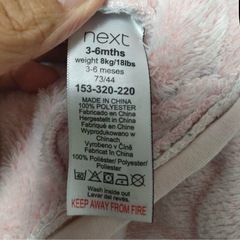 next
3-6mths
weight 8kg/18lbs
3-6 meses
73/44
153-320-220
MADE IN CHINA
100% POLYESTER
Fabricado en China
Hergestellt in China
Fabriqué en Chine
Wyprodukowano w
Chinach
Vyrobeno v Číně
Fabricado em China
100% Poliéster/ Polyester/
Poliester
Wash inside out
Lavar del revés.
KEEP AWAY FROM FIRE